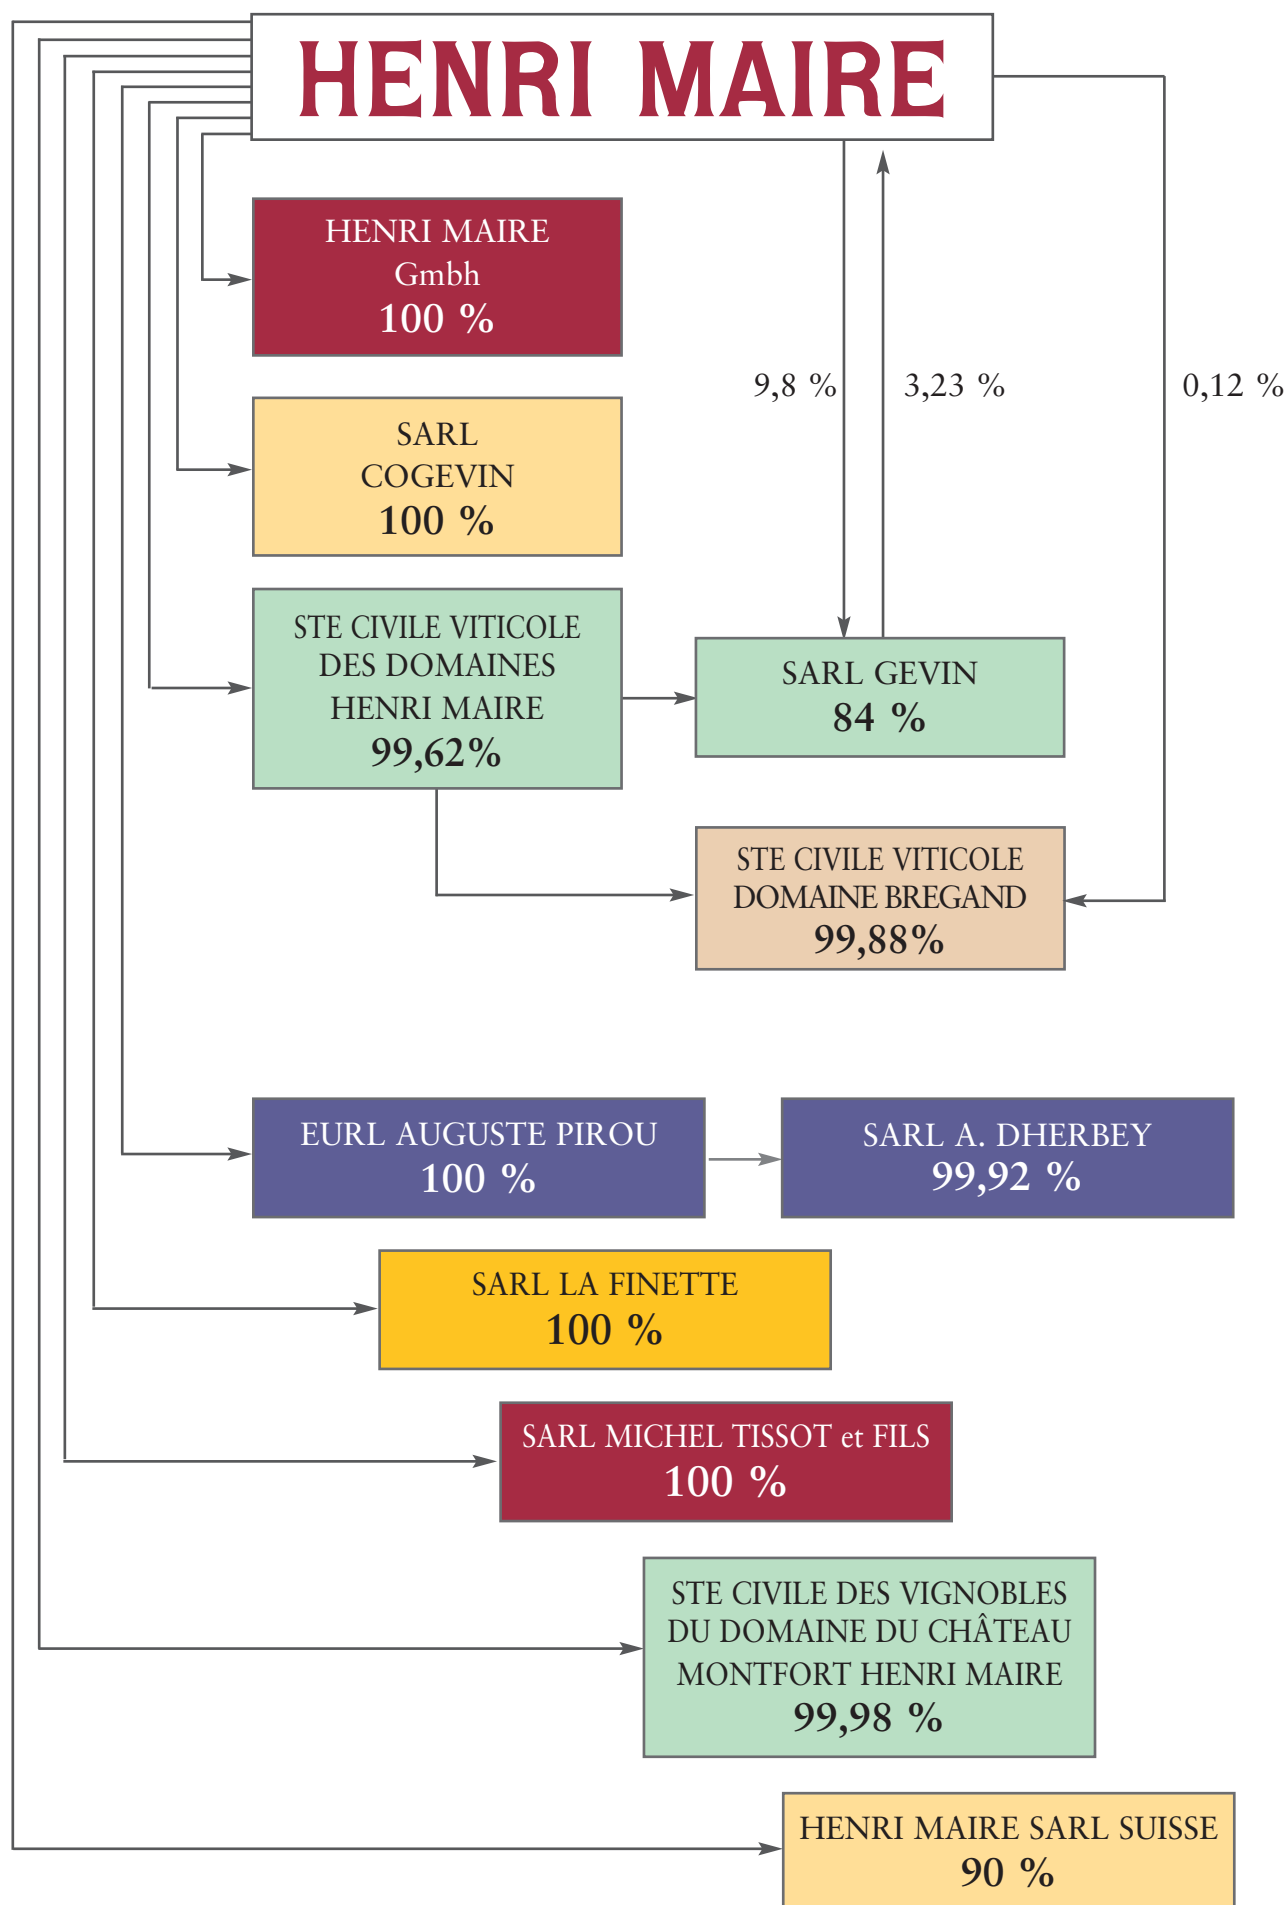 HENRI MAIRE
HENRI MAIRE
Gmbh
100 %
9,8 %
3,23 %
0,12 %
SARL
COGEVIN
100 %
STE CIVILE VITICOLE
DES DOMAINES
HENRI MAIRE
99,62%
SARL GEVIN
84 %
STE CIVILE VITICOLE
DOMAINE BREGAND
99,88%
EURL AUGUSTE PIROU
100 %
SARL A. DHERBEY
99,92 %
SARL LA FINETTE
100 %
SARL MICHEL TISSOT et FILS
100 %
STE CIVILE DES VIGNOBLES
DU DOMAINE DU CHÂTEAU
MONTFORT HENRI MAIRE
99,98 %
HENRI MAIRE SARL SUISSE
90 %